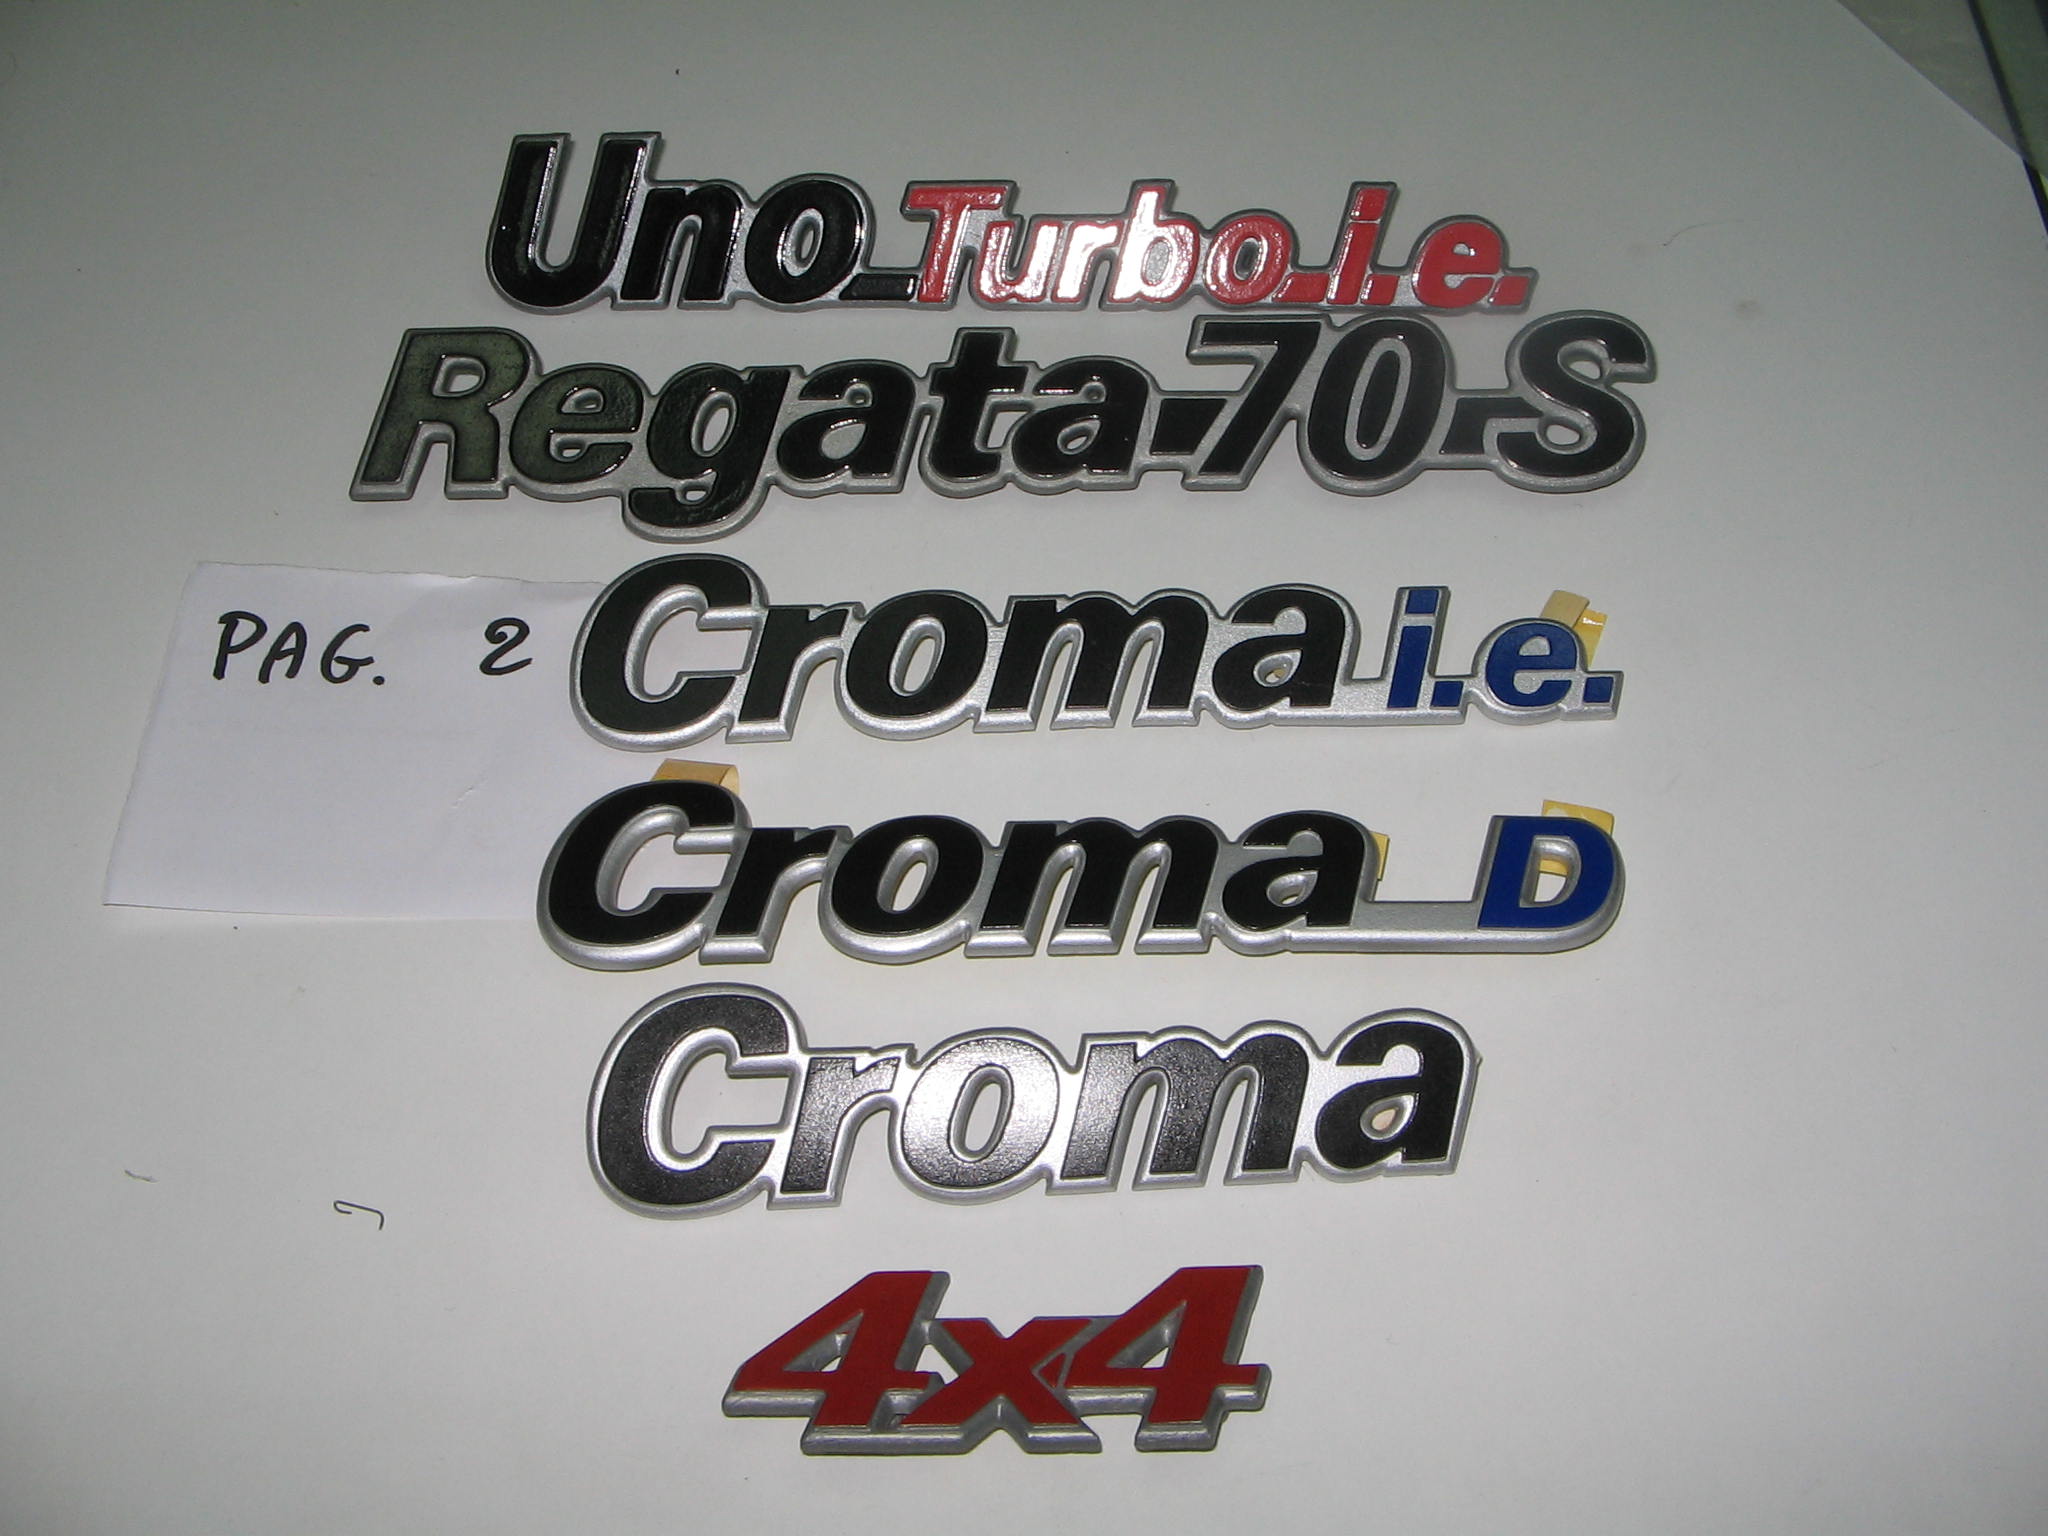 Uno Turbo i.e.
Regata-70-S
PAG. 2
Croma i.e.
Croma D
Croma
4x4